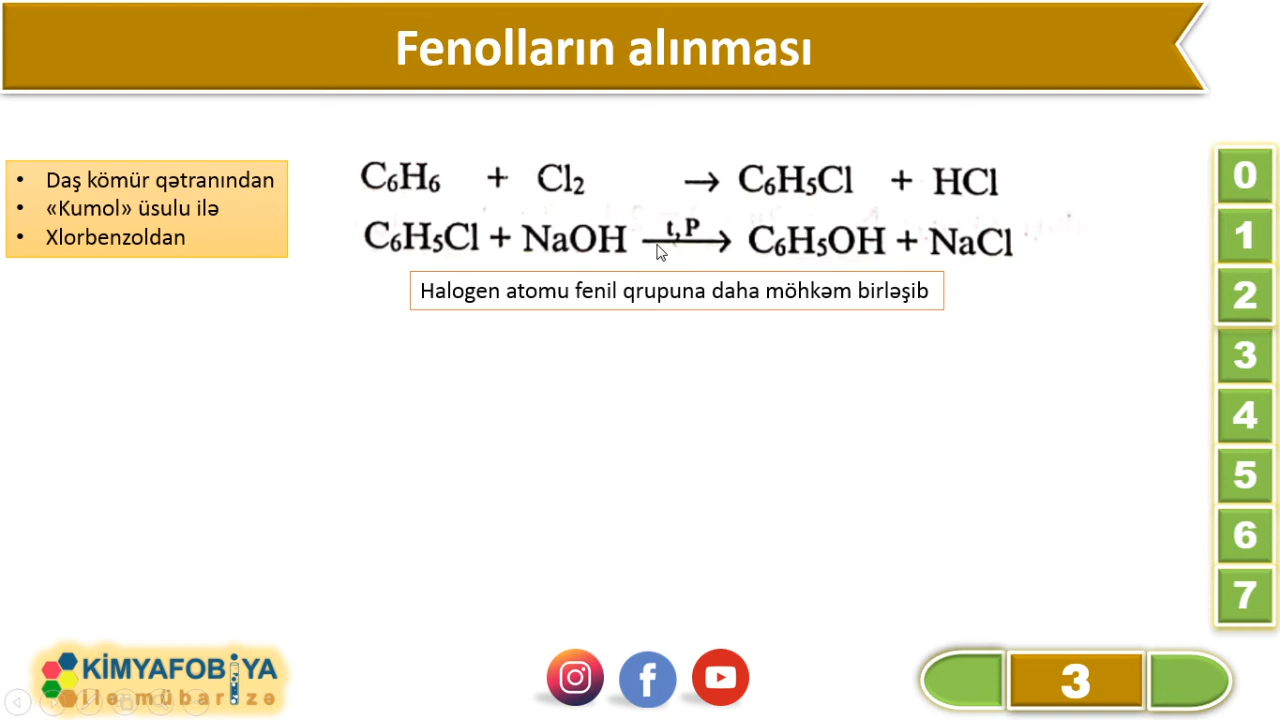 Fenolların alınması
• Daş kömür qətranından
• «Kumol» üsulu ilə
• Xlorbenzoldan
C₆H₆ + Cl₂ → C₆H₅Cl + HCl
t, P
C₆H₅Cl + NaOH → C₆H₅OH + NaCl
Halogen atomu fenil qrupuna daha möhkəm birləşib
0
1
2
3
4
5
6
7
KİMYAFOBİYA
ilə mübarizə
3